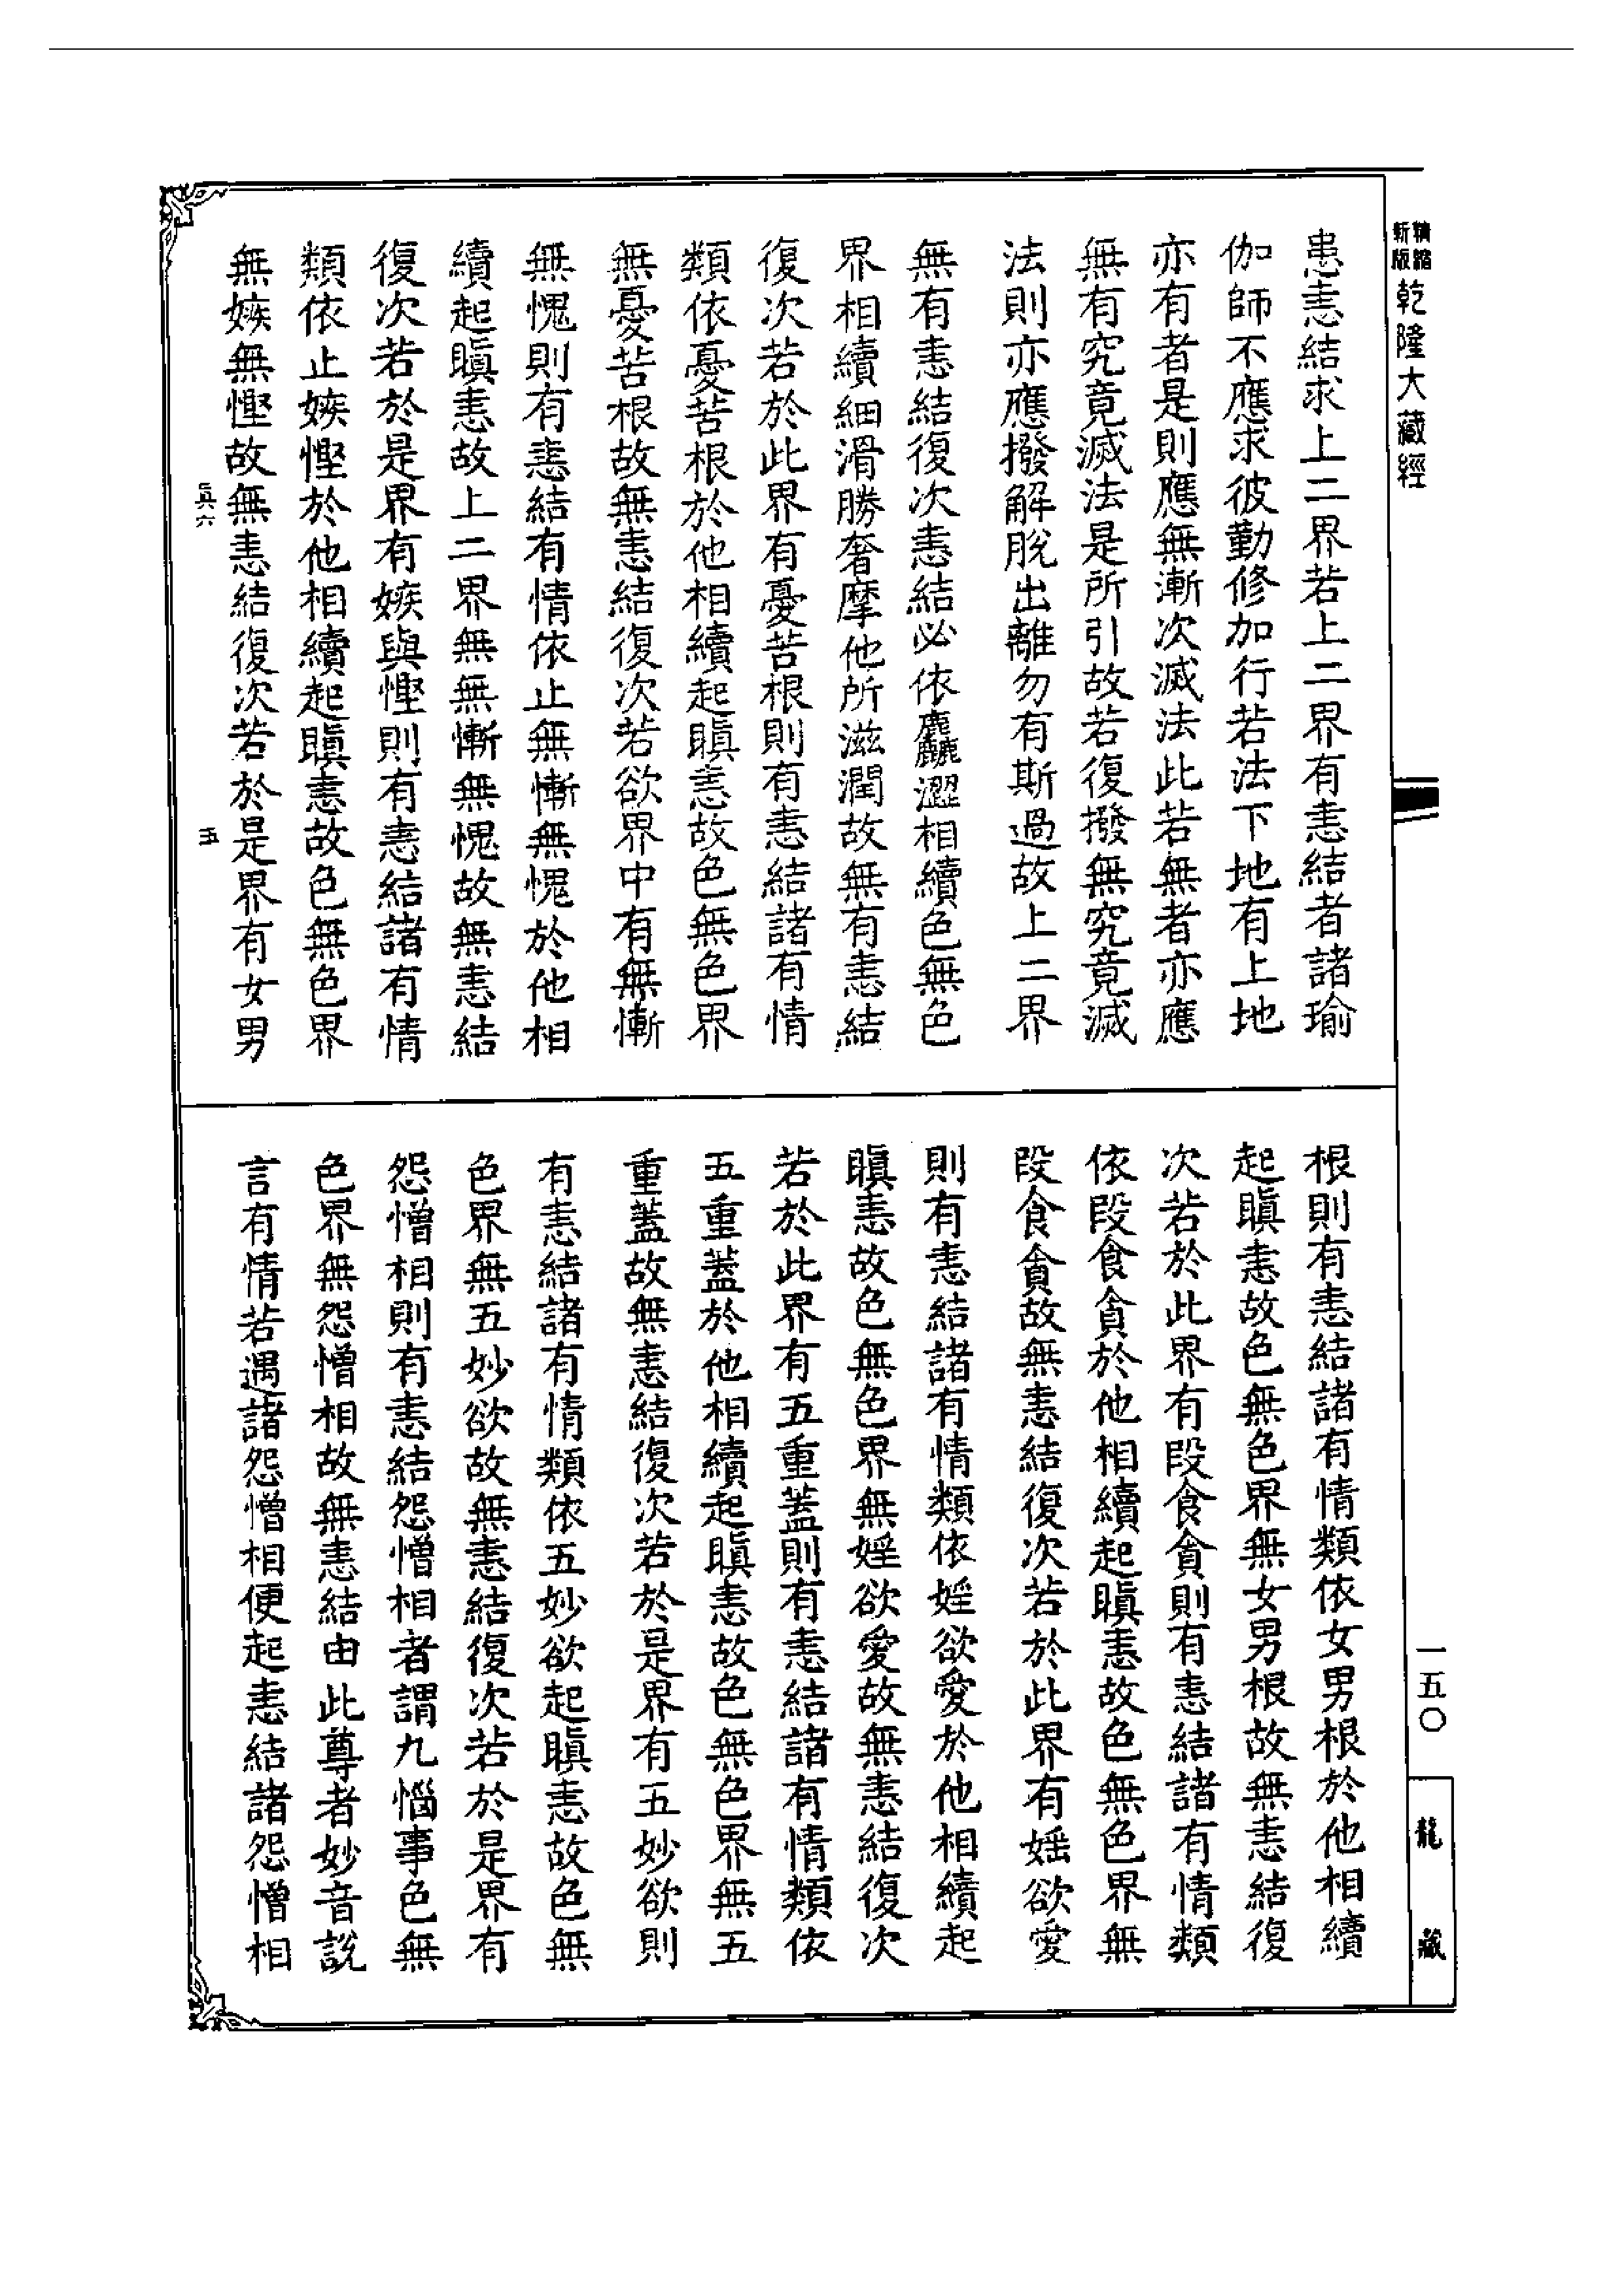 精縮
新版
乾隆大藏經
患恚結求上二界若上二界有恚結者諸瑜
伽師不應求彼勤修加行若法下地有上地
亦有者是則應無漸次滅法此若無者亦應
無有究竟滅法是所引故若復撥無究竟滅
法則亦應撥解脫出離勿有斯過故上二界
無有恚結復次恚結必依麤澀相續色無色
界相續細滑勝奢摩他所滋潤故無有恚結
復次若於此界有憂苦根則有恚結諸有情
類依憂苦根於他相續起瞋恚故色無色界
無憂苦根故無恚結復次若欲界中有無慚
無愧則有恚結有情依止無慚無愧於他相
續起瞋恚故上二界無無慚無愧故無恚結
復次若於是界有嫉與慳則有恚結諸有情
類依止嫉慳於他相續起瞋恚故色無色界
無嫉無慳故無恚結復次若於是界有女男
五
根則有恚結諸有情類依女男根於他相續
起瞋恚故色無色界無女男根故無恚結復
次若於此界有段食貪則有恚結諸有情類
依段食貪於他相續起瞋恚故色無色界無
段食貪故無恚結復次若於此界有婬欲愛
則有恚結諸有情類依婬欲愛於他相續起
瞋恚故色無色界無婬欲愛故無恚結復次
若於此界有五重蓋則有恚結諸有情類依
五重蓋於他相續起瞋恚故色無色界無五
重蓋故無恚結復次若於是界有五妙欲則
有恚結諸有情類依五妙欲起瞋恚故色無
色界無五妙欲故無恚結復次若於是界有
怨憎相則有恚結怨憎相者謂九惱事色無
色界無怨憎相故無恚結由此尊者妙音說
言有情若遇諸怨憎相便起恚結諸怨憎相
一五〇
龍藏